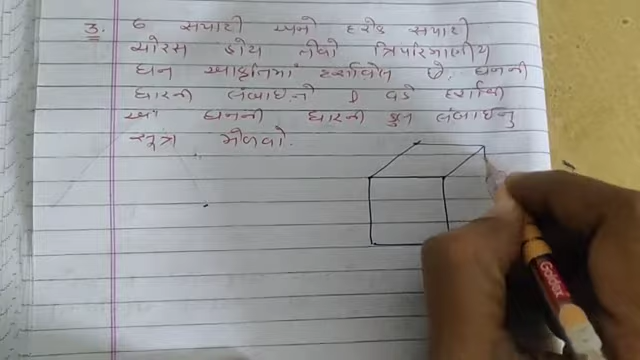 3. 6 સપાટી અને દરેક સપાટી
ચોરસ હોય તેવો ત્રિપરિમાણીય
ઘન આકૃતિમાં દર્શાવેલ છે. ઘનની
ધારની લંબાઈને l વડે દર્શાવી
ઘનની ધારની કુલ લંબાઈનુ
સૂત્ર મેળવો.